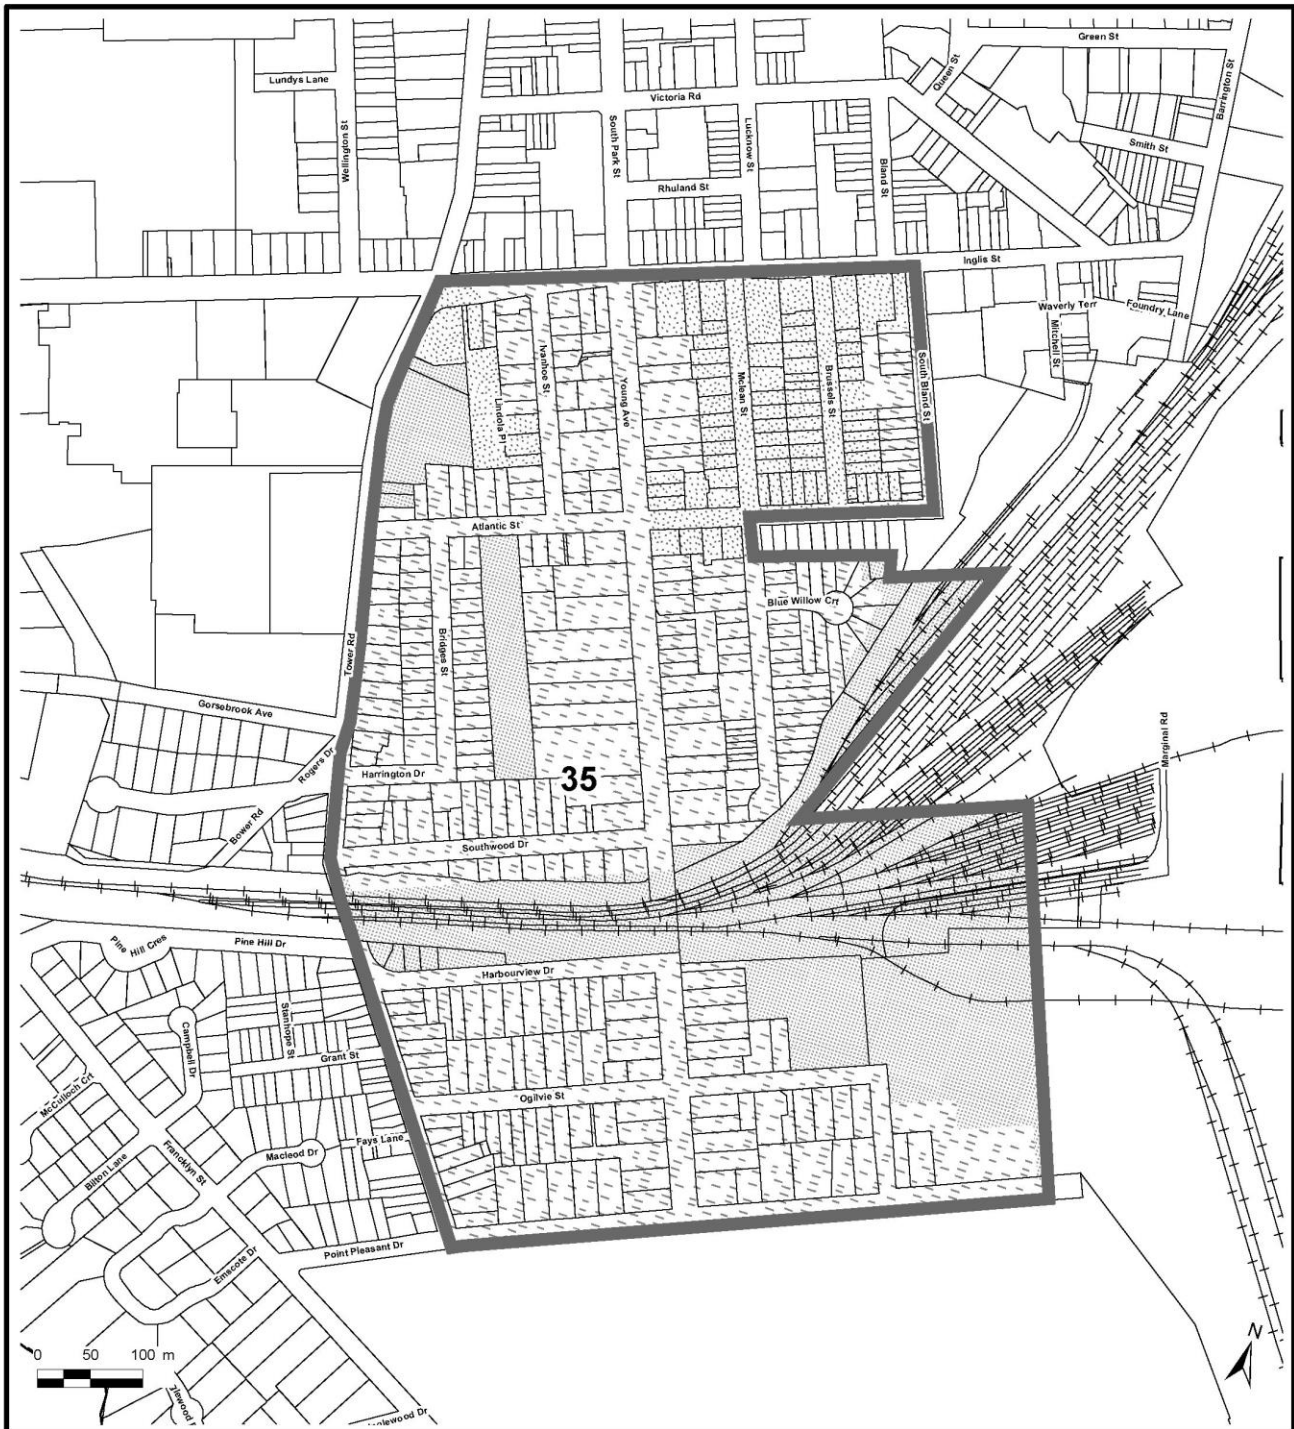 Green St
Lundys Lane
Queen St
Barrington St
Victoria Rd
Wellington St
South Park St
Lucknow St
Smith St
Bland St
Rhuland St
Inglis St
Waverly Terr
Foundry Lane
Mitchell St
Ivanhoe St
Young Ave
Mclean St
Brussels St
South Bland St
Lindola Pl
Atlantic St
Blue Willow Crt
Bridges St
Tower Rd
Gorsebrook Ave
Marginal Rd
Rogers Dr
Harrington Dr
35
Bower Rd
Southwood Dr
Pine Hill Cres
Pine Hill Dr
Harbourview Dr
Stanhope St
Campbell Dr
Grant St
McCulloch Crt
Ogilvie St
Fays Lane
Macleod Dr
Francklyn St
Bilton Lane
Point Pleasant Dr
Emscote Dr
N
0 50 100 m